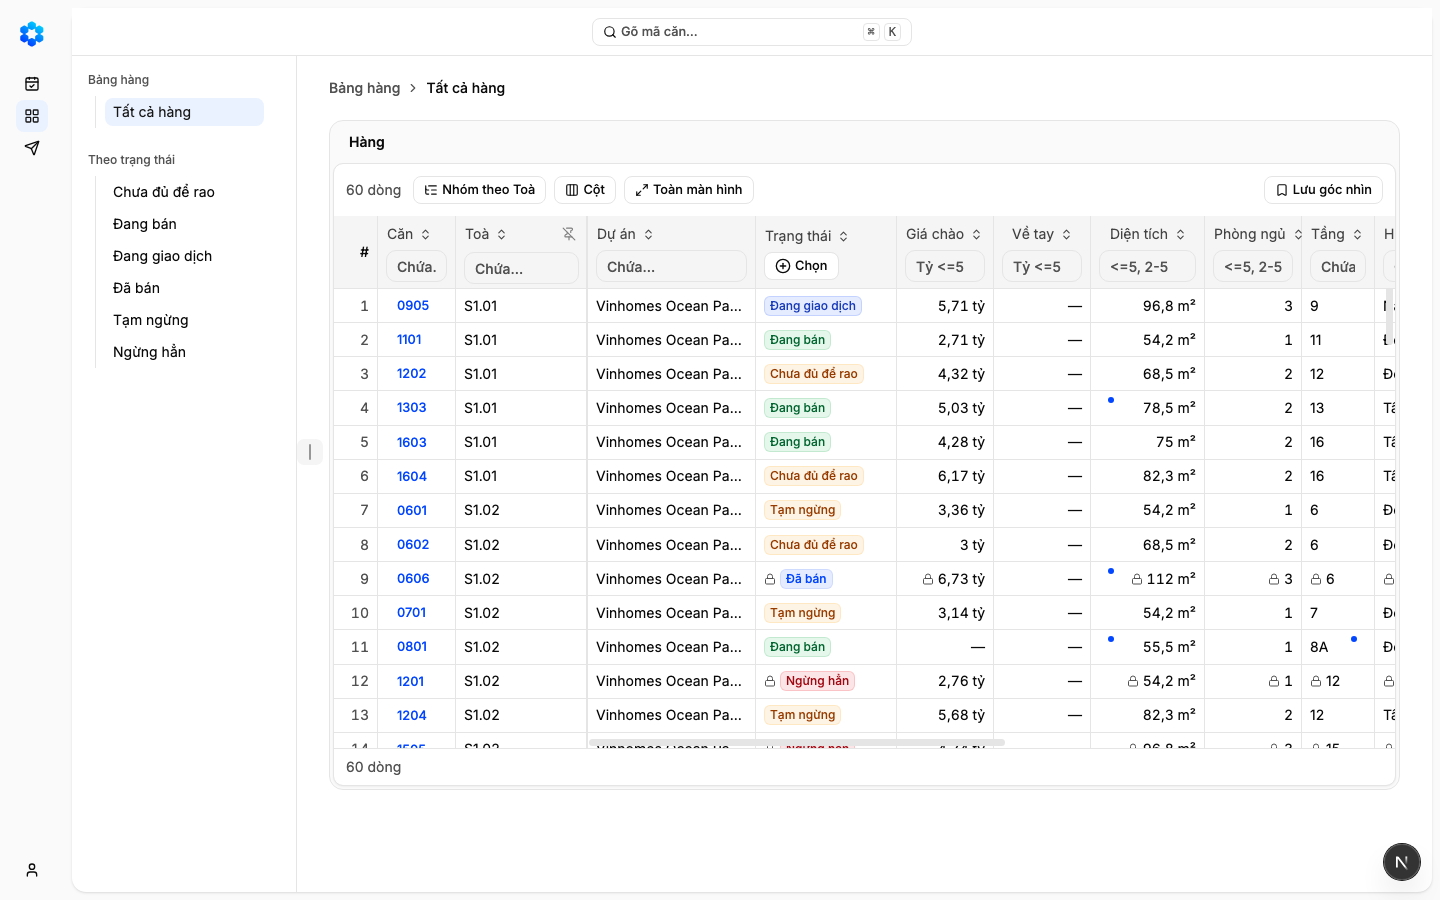 Gõ mã căn...
⌘ K
Bảng hàng
Tất cả hàng
Theo trạng thái
Chưa đủ để rao
Đang bán
Đang giao dịch
Đã bán
Tạm ngừng
Ngừng hẳn
Bảng hàng > Tất cả hàng
Hàng
60 dòng Nhóm theo Toà Cột Toàn màn hình Lưu góc nhìn
# Căn Toà Dự án Trạng thái Giá chào Về tay Diện tích Phòng ngủ Tầng H
Chứa. Chứa... Chứa... Chọn Tỷ <=5 Tỷ <=5 <=5, 2-5 <=5, 2-5 Chứa
1 0905 S1.01 Vinhomes Ocean Pa... Đang giao dịch 5,71 tỷ — 96,8 m² 3 9
2 1101 S1.01 Vinhomes Ocean Pa... Đang bán 2,71 tỷ — 54,2 m² 1 11
3 1202 S1.01 Vinhomes Ocean Pa... Chưa đủ để rao 4,32 tỷ — 68,5 m² 2 12
4 1303 S1.01 Vinhomes Ocean Pa... Đang bán 5,03 tỷ — 78,5 m² 2 13
5 1603 S1.01 Vinhomes Ocean Pa... Đang bán 4,28 tỷ — 75 m² 2 16
6 1604 S1.01 Vinhomes Ocean Pa... Chưa đủ để rao 6,17 tỷ — 82,3 m² 2 16
7 0601 S1.02 Vinhomes Ocean Pa... Tạm ngừng 3,36 tỷ — 54,2 m² 1 6
8 0602 S1.02 Vinhomes Ocean Pa... Chưa đủ để rao 3 tỷ — 68,5 m² 2 6
9 0606 S1.02 Vinhomes Ocean Pa... Đã bán 6,73 tỷ — 112 m² 3 6
10 0701 S1.02 Vinhomes Ocean Pa... Tạm ngừng 3,14 tỷ — 54,2 m² 1 7
11 0801 S1.02 Vinhomes Ocean Pa... Đang bán — — 55,5 m² 1 8A
12 1201 S1.02 Vinhomes Ocean Pa... Ngừng hẳn 2,76 tỷ — 54,2 m² 1 12
13 1204 S1.02 Vinhomes Ocean Pa... Tạm ngừng 5,68 tỷ — 82,3 m² 2 12
60 dòng